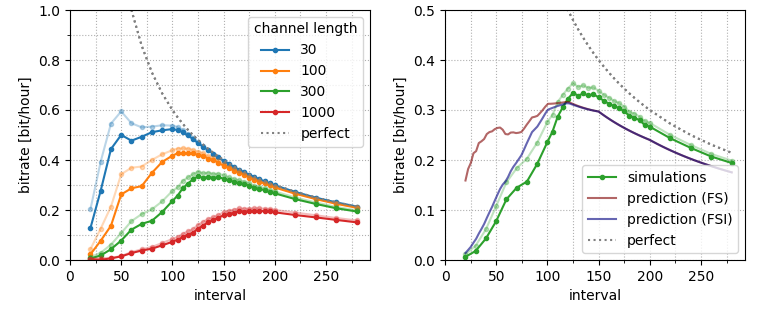 bitrate [bit/hour]
1.0
0.8
0.6
0.4
0.2
0.0
0
50
100
150
200
250
interval
channel length
30
100
300
1000
perfect
bitrate [bit/hour]
0.5
0.4
0.3
0.2
0.1
0.0
0
50
100
150
200
250
interval
simulations
prediction (FS)
prediction (FSI)
perfect